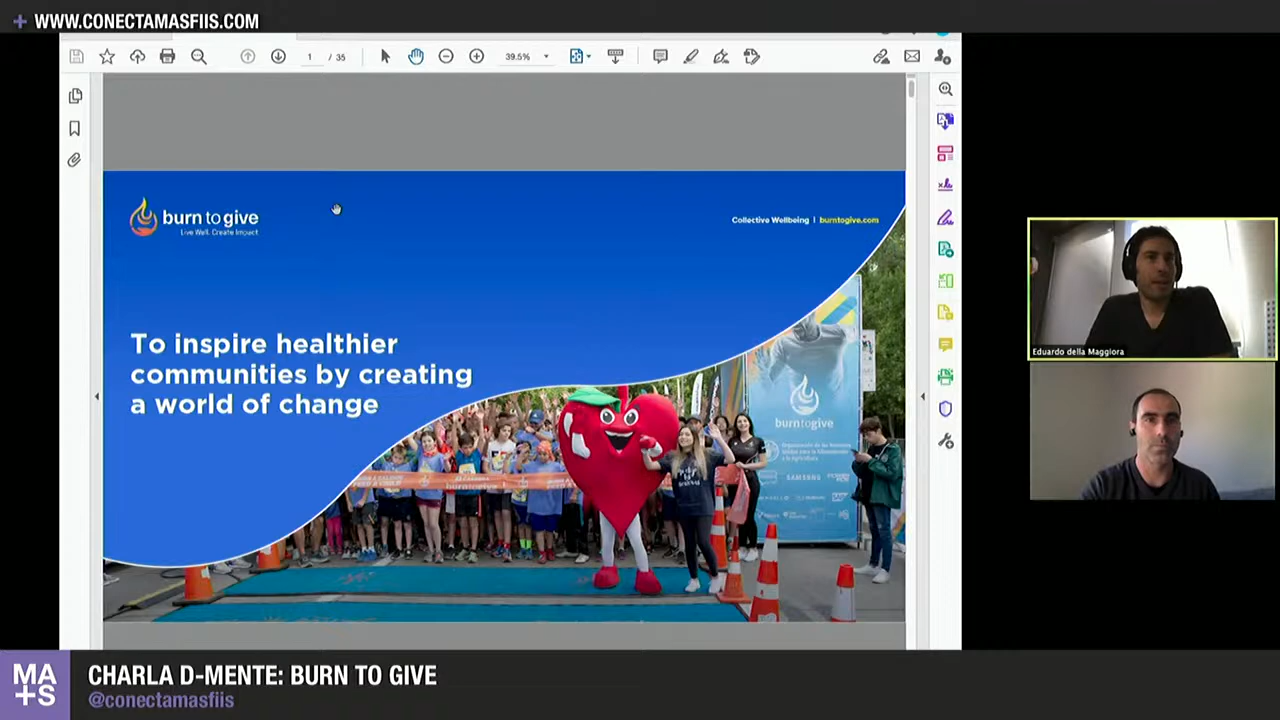 WWW.CONECTAMASFIIS.COM
1 / 35
39.5%
burn to give
Live Well. Create Impact
Collective Wellbeing | burntogive.com
To inspire healthier
communities by creating
a world of change
burntogive
SAMSUNG
burntogive
Eduardo della Maggiora
MA+S
CHARLA D-MENTE: BURN TO GIVE
@conectamasfiis